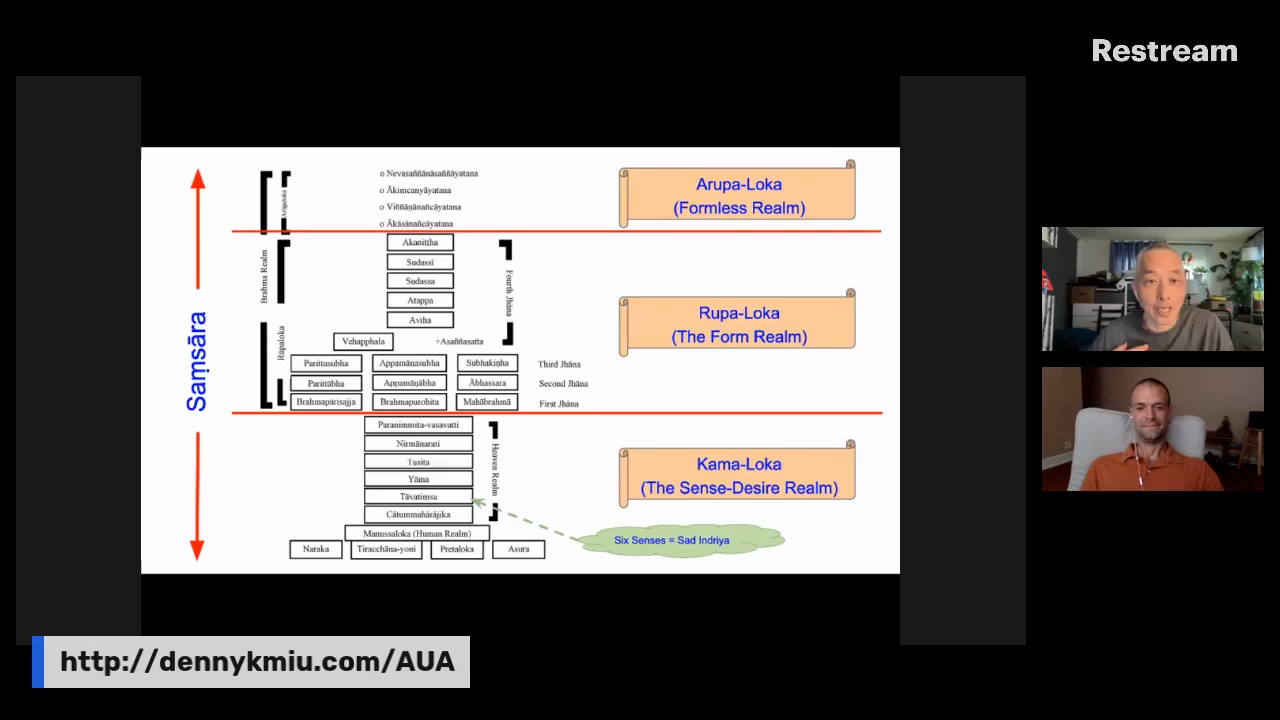 Restream
Saṃsāra
Brahma Realm
Arūpaloka
o Nevasaññānāsaññāyatana
o Ākiṃcanyāyatana
o Viññāṇānañcāyatana
o Ākāsānañcāyatana
Arupa-Loka
(Formless Realm)
Rūpaloka
Akaniṭṭha
Sudassī
Sudassa
Atappa
Aviha
Fourth Jhāna
Vehapphala
+Asaññasatta
Parittasubha Appamāṇasubha Subhakiṇha Third Jhāna
Parittābha Appamāṇābha Ābhassara Second Jhāna
Brahmapārisajja Brahmapurohita Mahābrahmā First Jhāna
Rupa-Loka
(The Form Realm)
Paranimmita-vasavatti
Nirmāṇarati
Tusita
Yāma
Tāvatiṃsa
Cātummahārājika
Heaven Realm
Manussaloka (Human Realm)
Naraka Tiracchāna-yoni Pretaloka Asura
Kama-Loka
(The Sense-Desire Realm)
Six Senses = Sad Indriya
http://dennykmiu.com/AUA